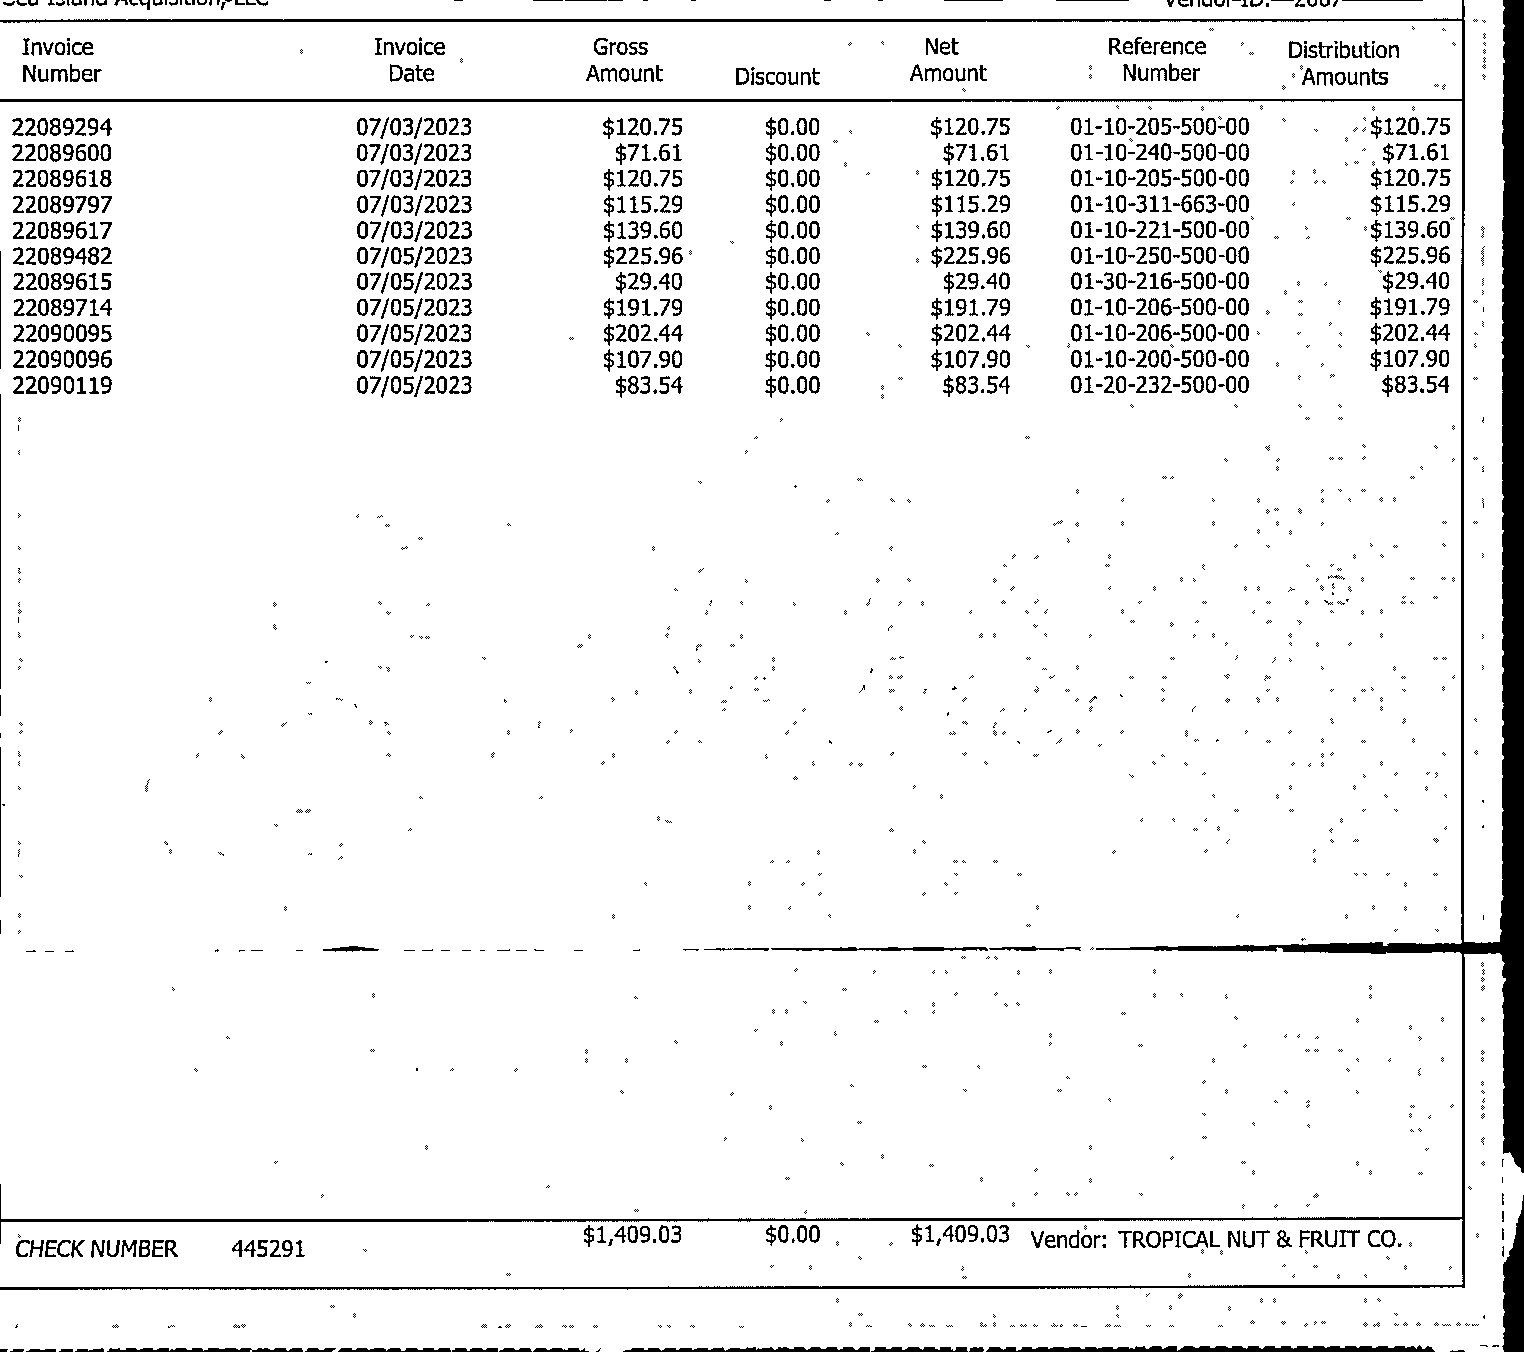 Sea Island Acquisition, LLC Vendor ID: 2667
Invoice Number Invoice Date Gross Amount Discount Net Amount Reference Number Distribution Amounts
22089294 07/03/2023 $120.75 $0.00 $120.75 01-10-205-500-00 $120.75
22089600 07/03/2023 $71.61 $0.00 $71.61 01-10-240-500-00 $71.61
22089618 07/03/2023 $120.75 $0.00 $120.75 01-10-205-500-00 $120.75
22089797 07/03/2023 $115.29 $0.00 $115.29 01-10-311-663-00 $115.29
22089617 07/03/2023 $139.60 $0.00 $139.60 01-10-221-500-00 $139.60
22089482 07/05/2023 $225.96 $0.00 $225.96 01-10-250-500-00 $225.96
22089615 07/05/2023 $29.40 $0.00 $29.40 01-30-216-500-00 $29.40
22089714 07/05/2023 $191.79 $0.00 $191.79 01-10-206-500-00 $191.79
22090095 07/05/2023 $202.44 $0.00 $202.44 01-10-206-500-00 $202.44
22090096 07/05/2023 $107.90 $0.00 $107.90 01-10-200-500-00 $107.90
22090119 07/05/2023 $83.54 $0.00 $83.54 01-20-232-500-00 $83.54
CHECK NUMBER 445291 $1,409.03 $0.00 $1,409.03 Vendor: TROPICAL NUT & FRUIT CO.